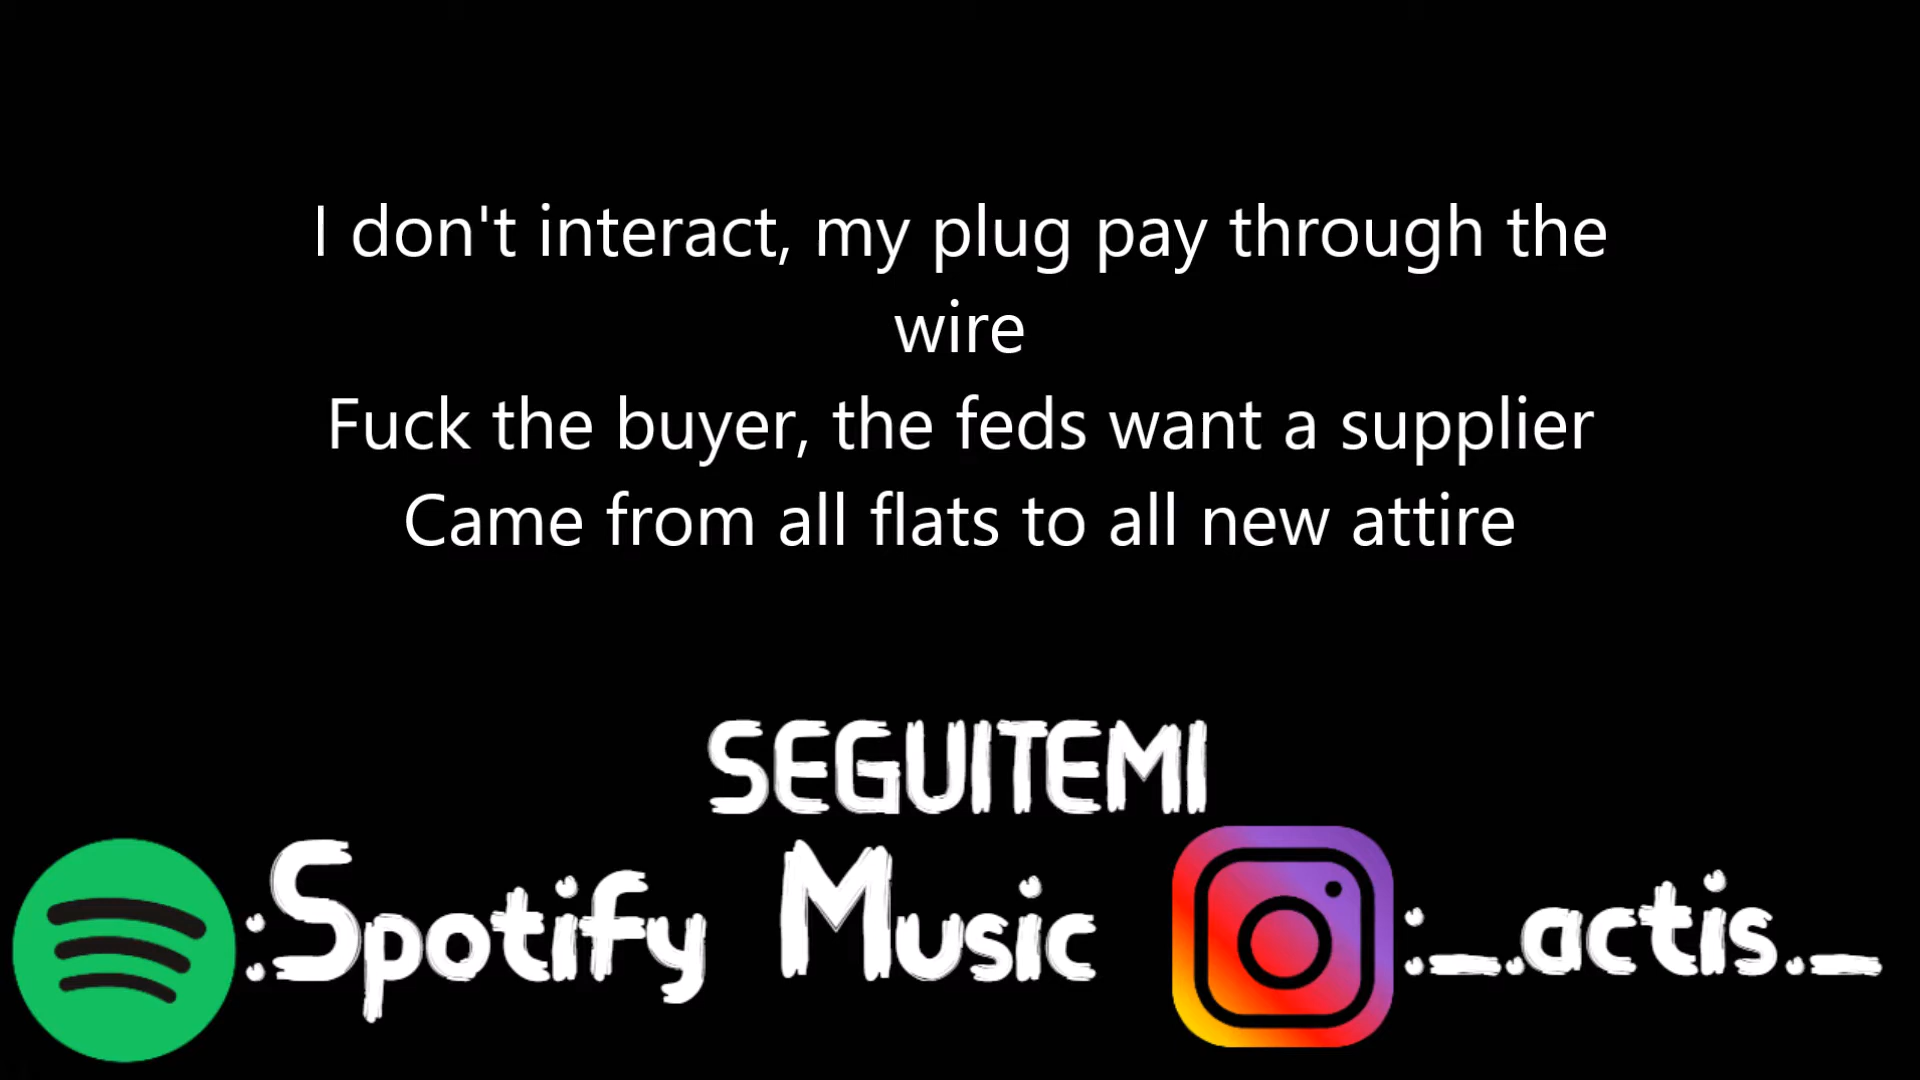 I don't interact, my plug pay through the
wire
Fuck the buyer, the feds want a supplier
Came from all flats to all new attire
SEGUITEMI
:Spotify Music :_.actis._